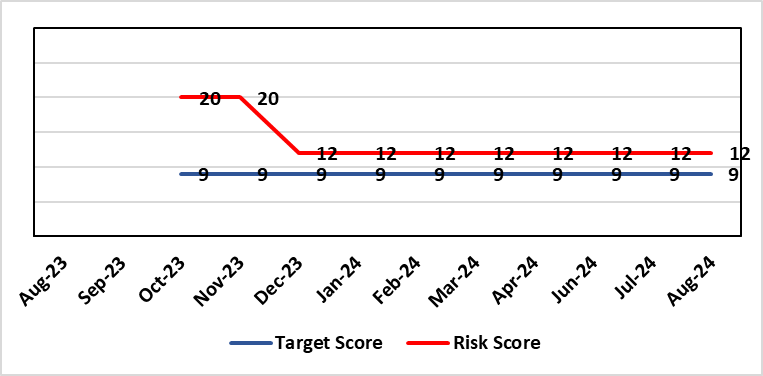 20 20
12 12 12 12 12 12 12 12
9 9 9 9 9 9 9 9 9 9
Aug-23 Sep-23 Oct-23 Nov-23 Dec-23 Jan-24 Feb-24 Mar-24 Apr-24 Jun-24 Jul-24 Aug-24
Target Score Risk Score